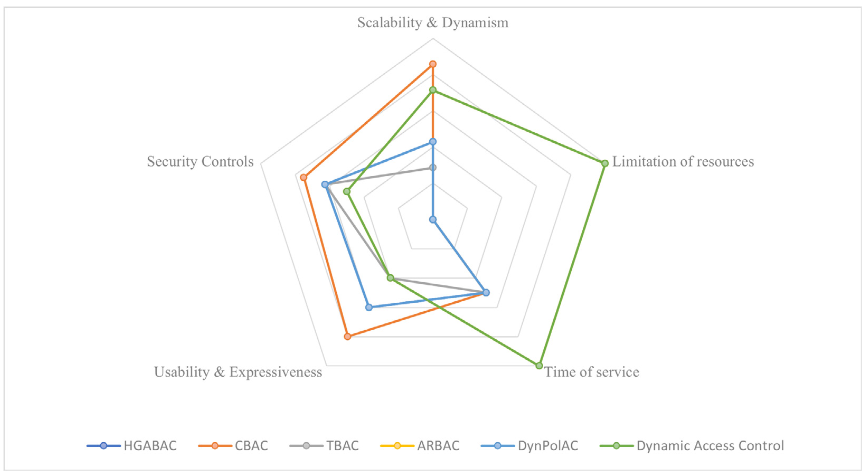 Scalability & Dynamism
Security Controls
Limitation of resources
Usability & Expressiveness
Time of service
HGABAC
CBAC
TBAC
ARBAC
DynPolAC
Dynamic Access Control